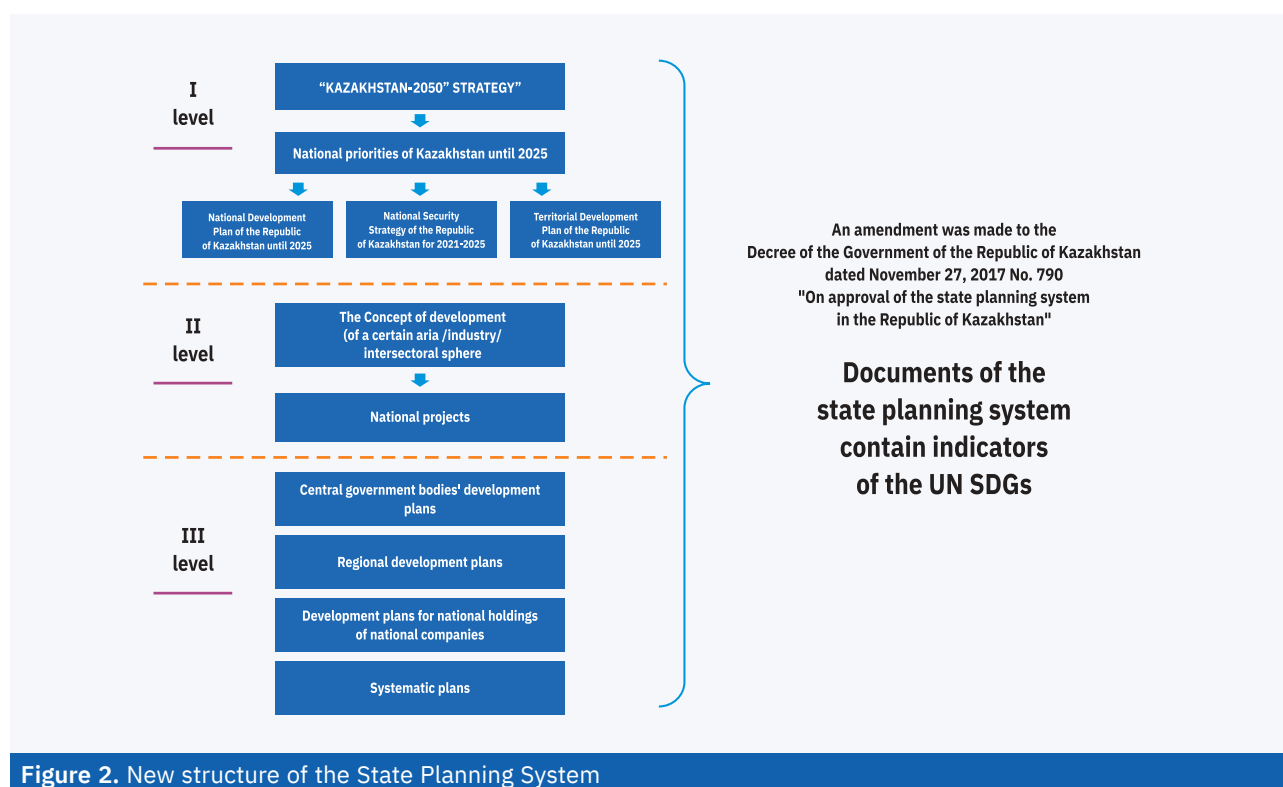 I
level
“KAZAKHSTAN-2050” STRATEGY”
National priorities of Kazakhstan until 2025
National Development
Plan of the Republic
of Kazakhstan until 2025
National Security
Strategy of the Republic
of Kazakhstan for 2021-2025
Territorial Development
Plan of the Republic
of Kazakhstan until 2025
II
level
The Concept of development
(of a certain aria /industry/
intersectoral sphere
National projects
III
level
Central government bodies' development
plans
Regional development plans
Development plans for national holdings
of national companies
Systematic plans
An amendment was made to the
Decree of the Government of the Republic of Kazakhstan
dated November 27, 2017 No. 790
"On approval of the state planning system
in the Republic of Kazakhstan"
Documents of the
state planning system
contain indicators
of the UN SDGs
Figure 2. New structure of the State Planning System